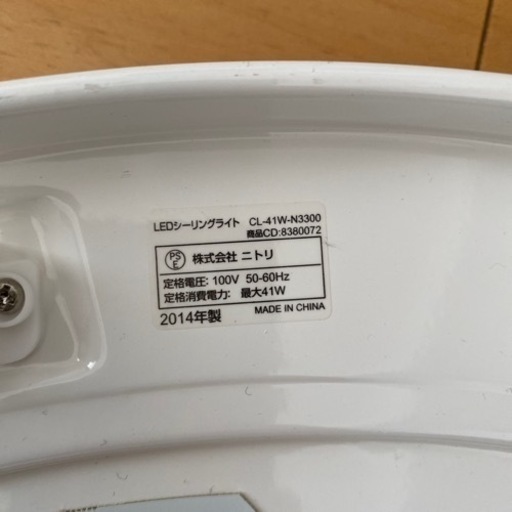 LEDシーリングライト CL-41W-N3300
商品CD:8380072
PSE 株式会社 ニトリ
定格電圧: 100V 50-60Hz
定格消費電力: 最大41W
2014年製 MADE IN CHINA